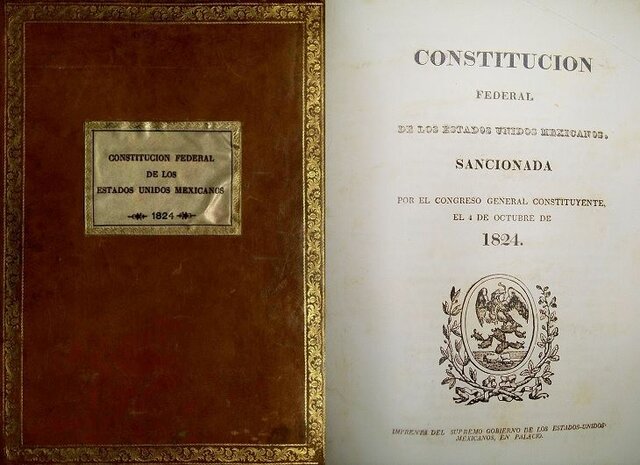 CONSTITUCION FEDERAL
DE LOS
ESTADOS UNIDOS MEXICANOS
1824
CONSTITUCION
FEDERAL
DE LOS ESTADOS UNIDOS MEXICANOS,
SANCIONADA
POR EL CONGRESO GENERAL CONSTITUYENTE,
EL 4 DE OCTUBRE DE
1824.
IMPRENTA DEL SUPREMO GOBIERNO DE LOS ESTADOS-UNIDOS-
MEXICANOS, EN PALACIO.